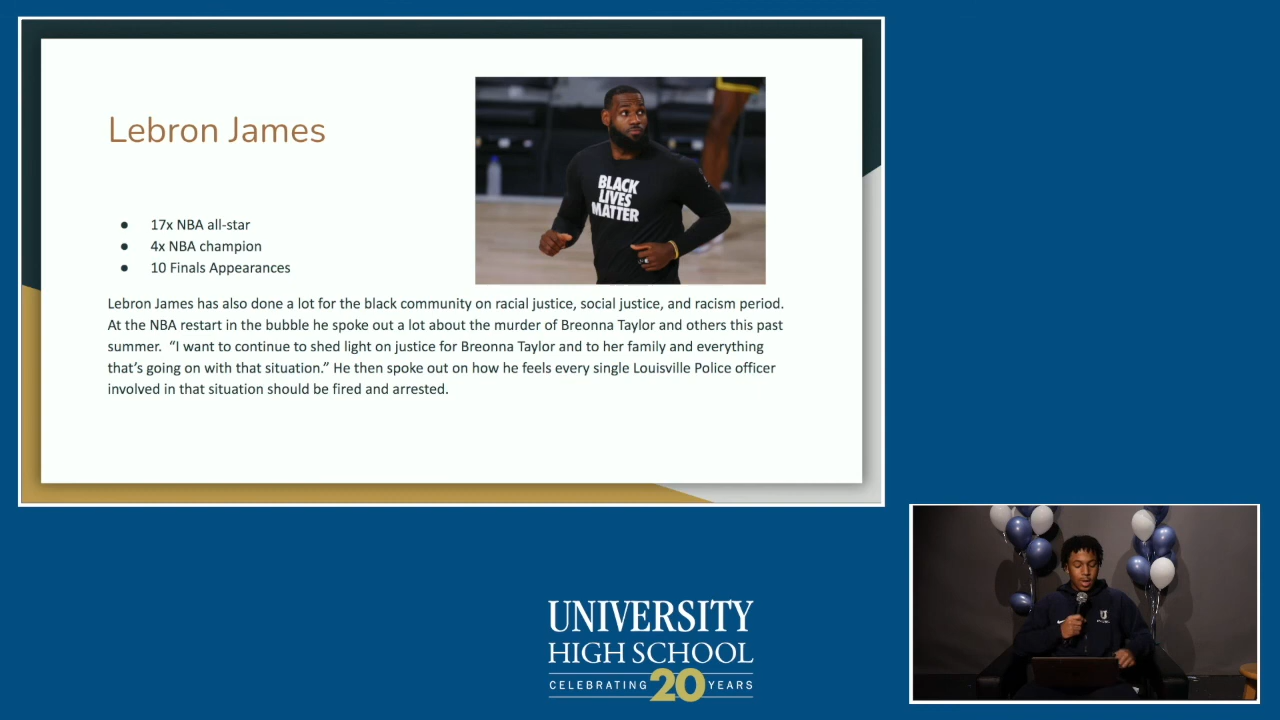 Lebron James
BLACK
LIVES
MATTER
● 17x NBA all-star
● 4x NBA champion
● 10 Finals Appearances
Lebron James has also done a lot for the black community on racial justice, social justice, and racism period.
At the NBA restart in the bubble he spoke out a lot about the murder of Breonna Taylor and others this past
summer.  “I want to continue to shed light on justice for Breonna Taylor and to her family and everything
that’s going on with that situation.” He then spoke out on how he feels every single Louisville Police officer
involved in that situation should be fired and arrested.
UNIVERSITY
HIGH SCHOOL
CELEBRATING 20 YEARS